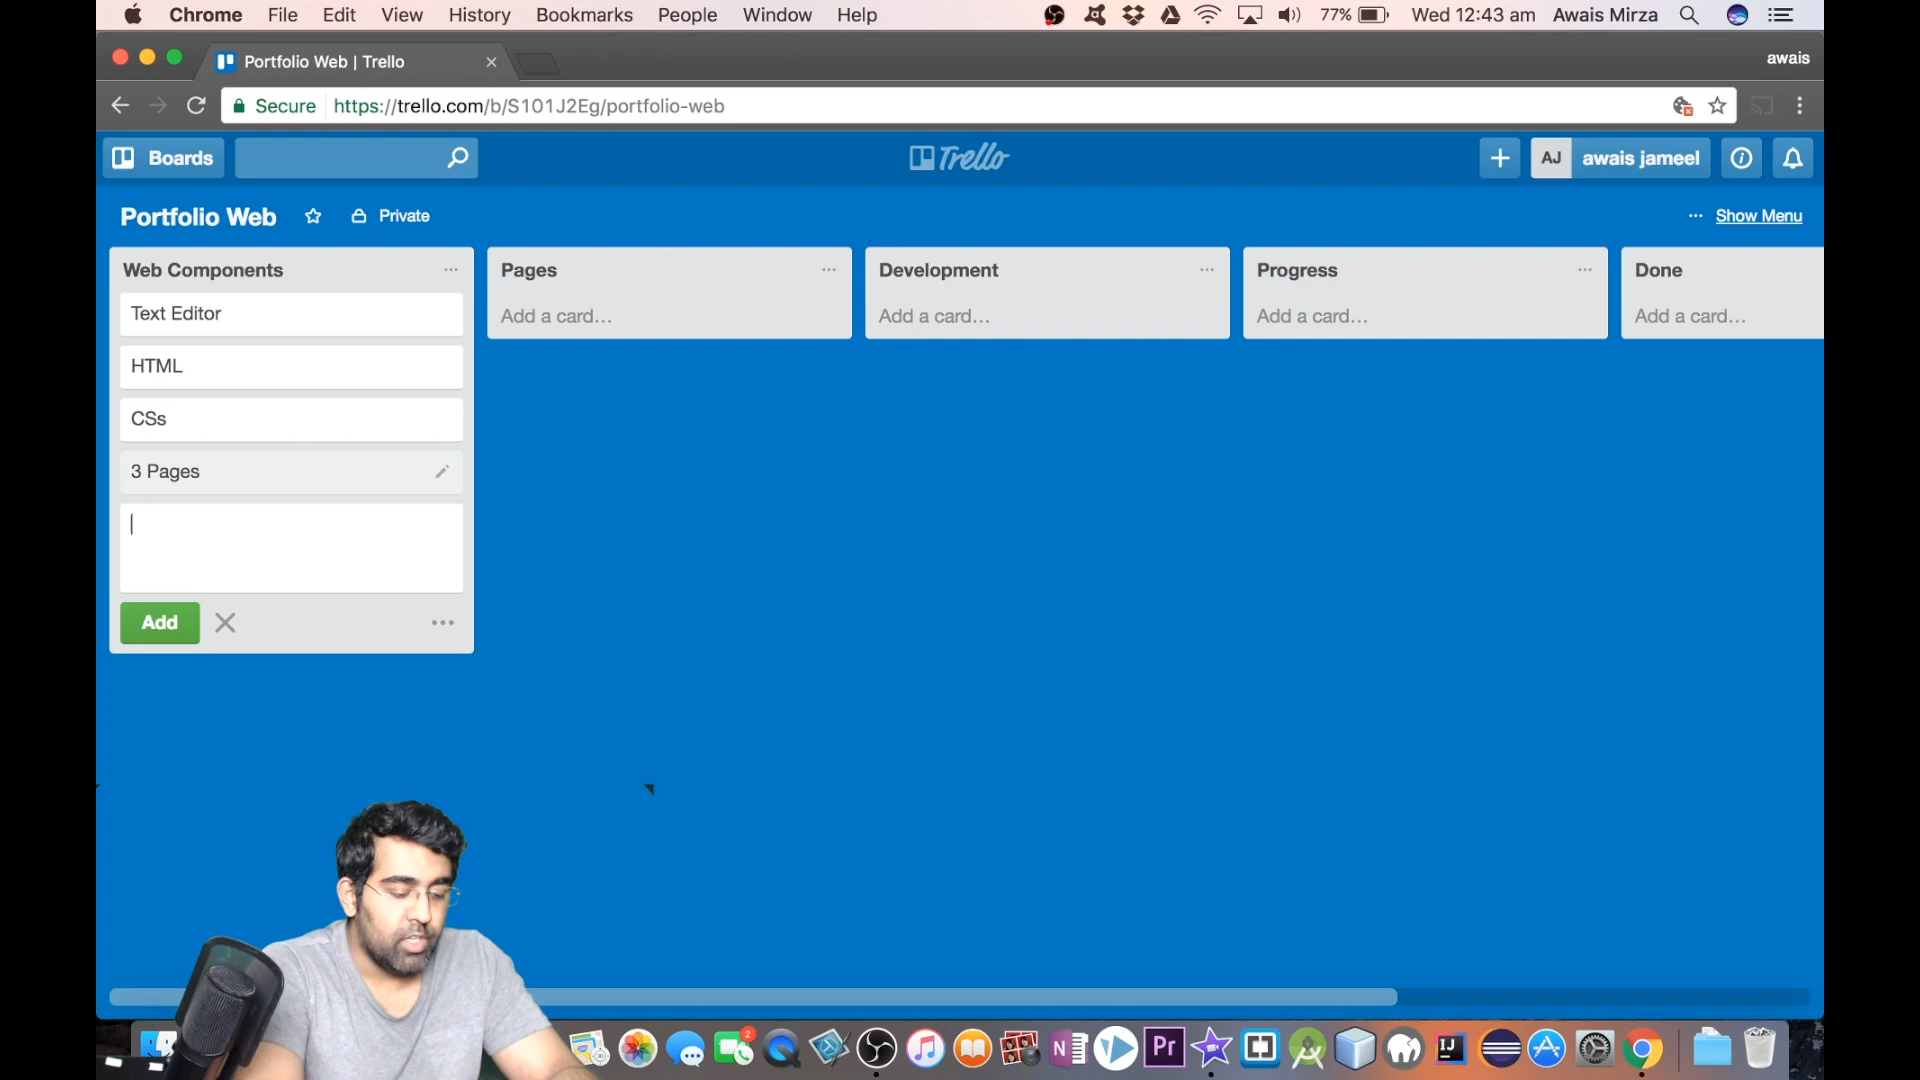 Chrome File Edit View History Bookmarks People Window Help 77% Wed 12:43 am Awais Mirza
Portfolio Web | Trello awais
Secure https://trello.com/b/S101J2Eg/portfolio-web
Boards Trello AJ awais jameel
Portfolio Web Private ... Show Menu
Web Components Pages Development Progress Done
Text Editor Add a card... Add a card... Add a card... Add a card...
HTML
CSs
3 Pages
Add
2
N Pr IJ